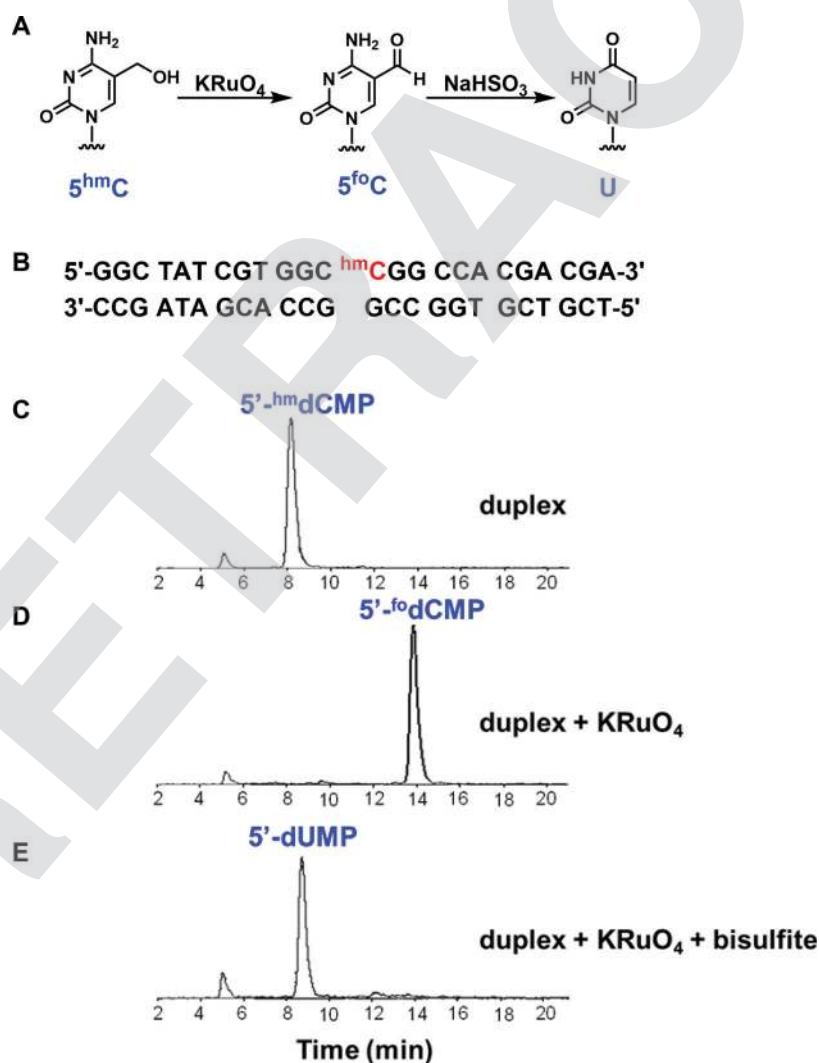 A
NH₂ NH₂ O O
N OH KRuO₄ N H NaHSO₃ HN
O N O N O N
5ʰᵐC 5ᶠᵒC U
B 5'-GGC TAT CGT GGC ʰᵐCGG CCA CGA CGA-3'
3'-CCG ATA GCA CCG GCC GGT GCT GCT-5'
C 5'-ʰᵐdCMP
duplex
2 4 6 8 10 12 14 16 18 20
D 5'-ᶠᵒdCMP
duplex + KRuO₄
2 4 6 8 10 12 14 16 18 20
E 5'-dUMP
duplex + KRuO₄ + bisulfite
2 4 6 8 10 12 14 16 18 20
Time (min)